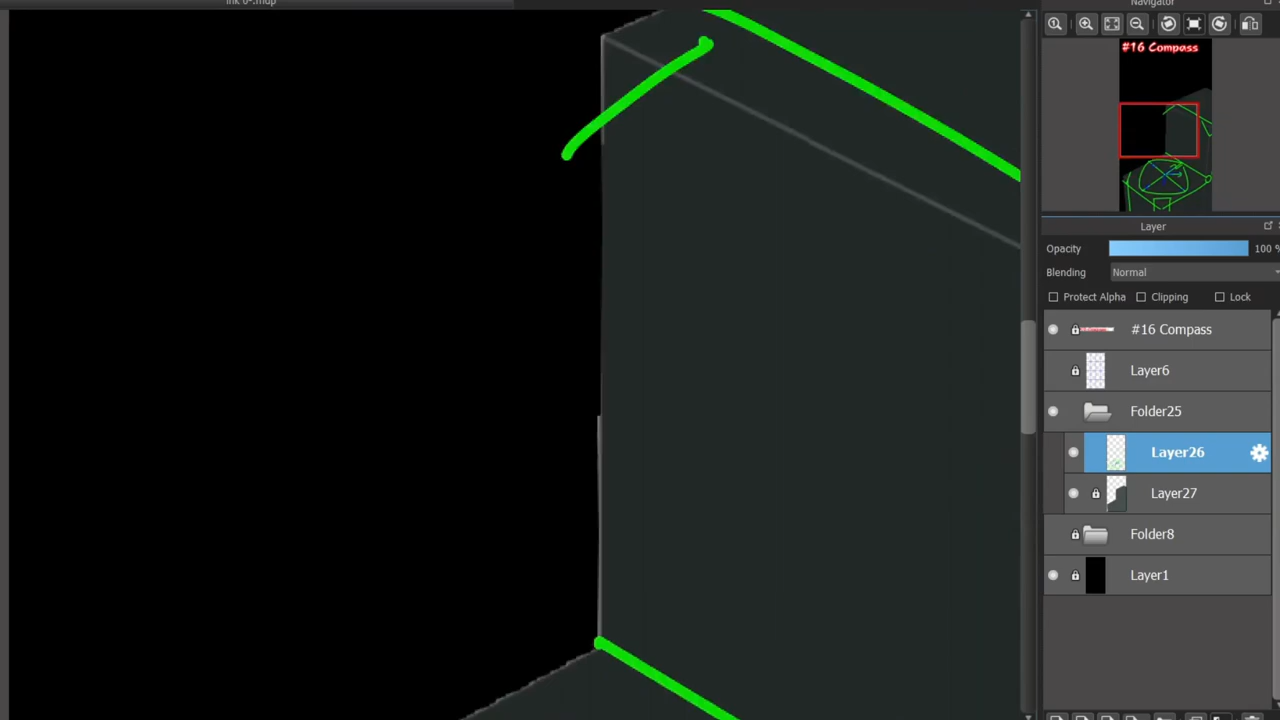 Navigator
#16 Compass
Layer
Opacity 100 %
Blending Normal
Protect Alpha Clipping Lock
#16 Compass
Layer6
Folder25
Layer26
Layer27
Folder8
Layer1